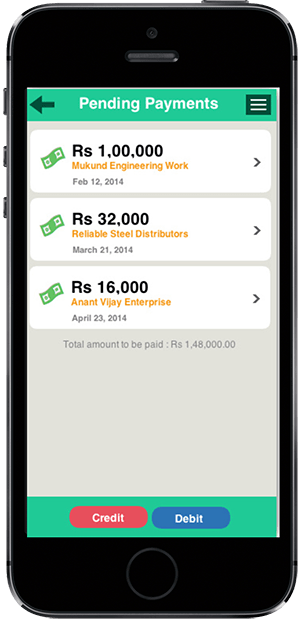 Pending Payments
Rs 1,00,000
Mukund Engineering Work
Feb 12, 2014
Rs 32,000
Reliable Steel Distributors
March 21, 2014
Rs 16,000
Anant Vijay Enterprise
April 23, 2014
Total amount to be paid : Rs 1,48,000.00
Credit
Debit